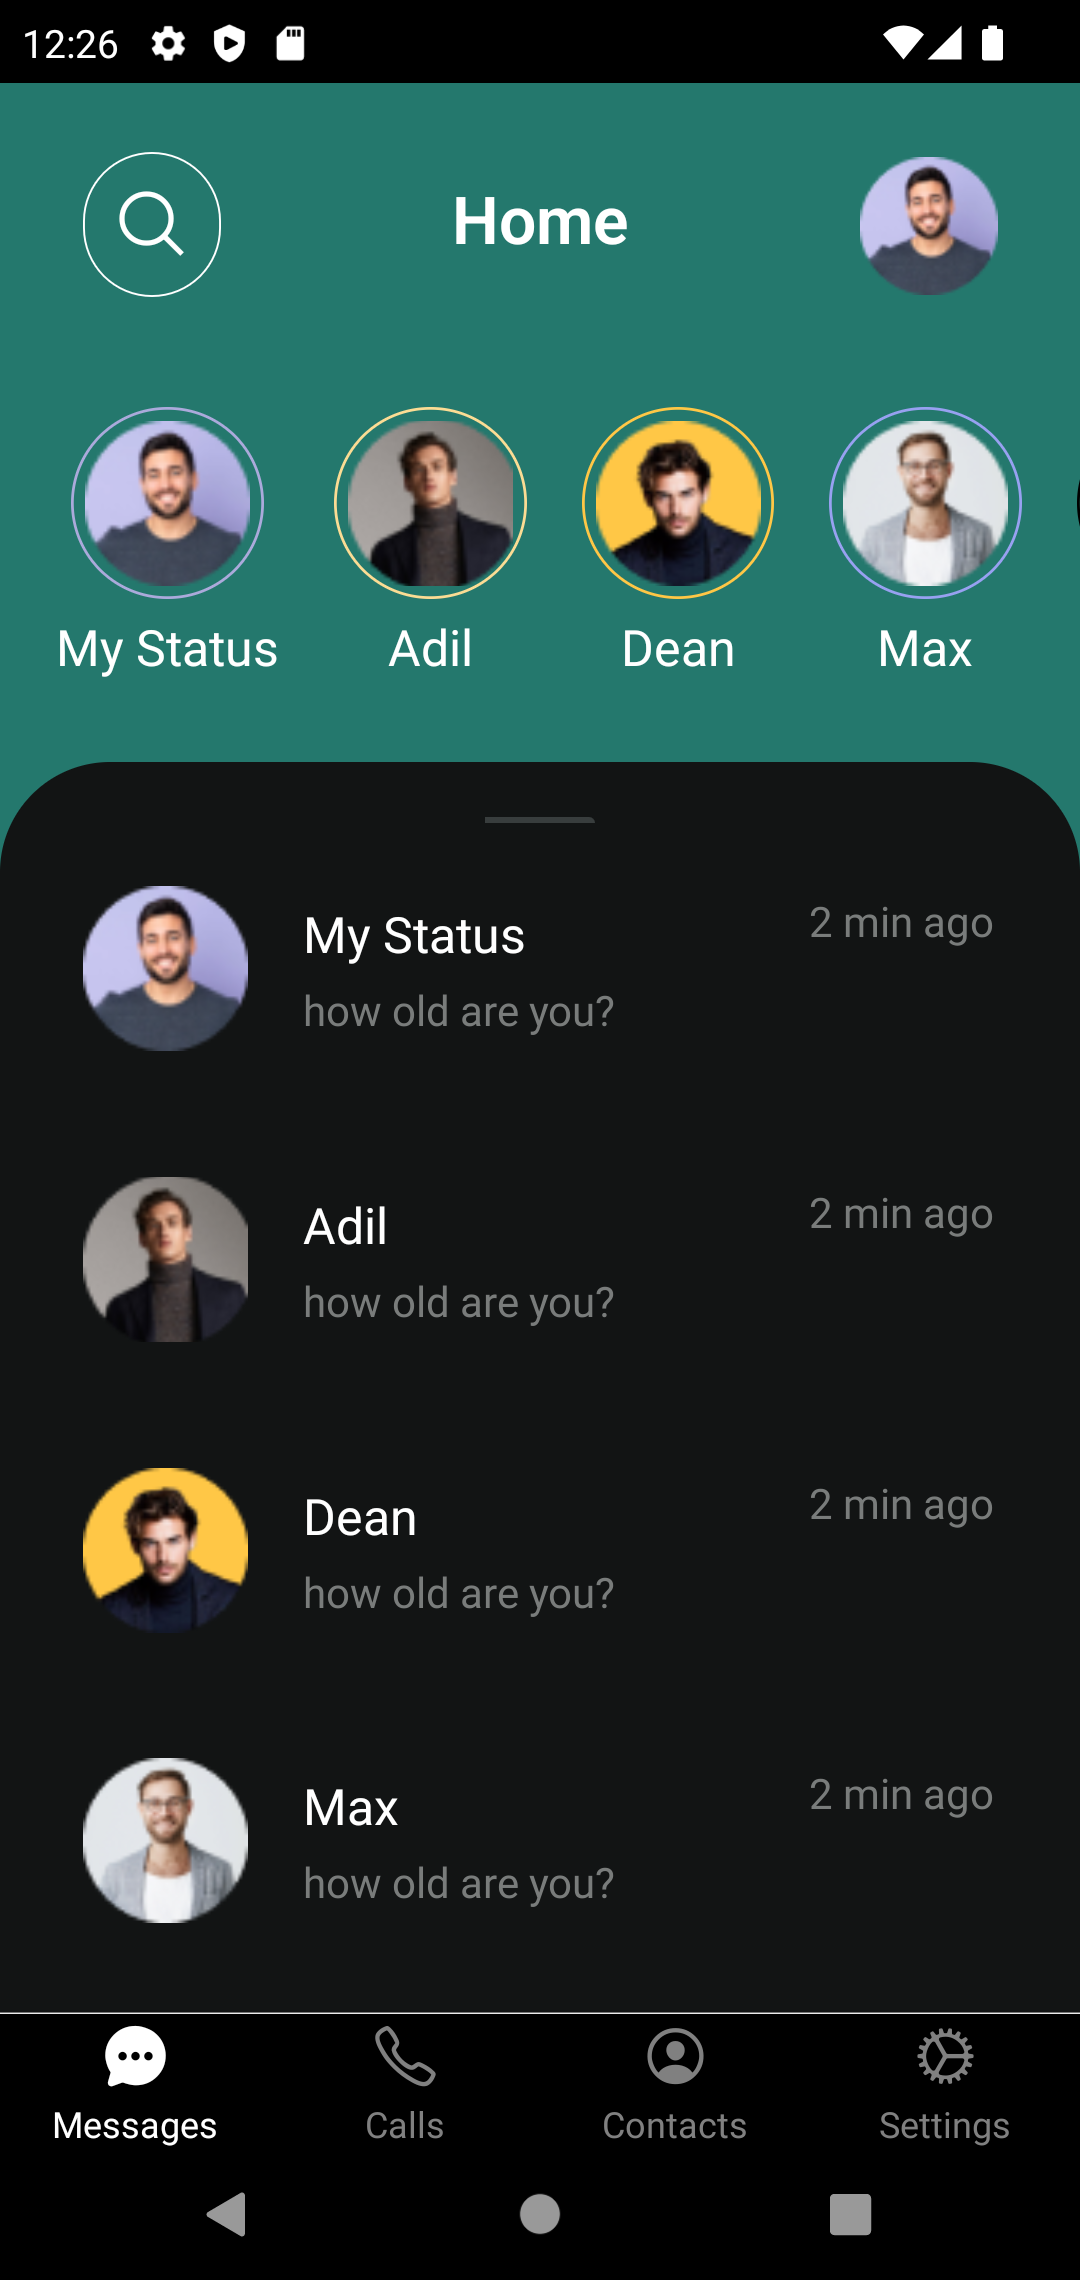 12:26
Home
My Status
Adil
Dean
Max
My Status
2 min ago
how old are you?
Adil
2 min ago
how old are you?
Dean
2 min ago
how old are you?
Max
2 min ago
how old are you?
Messages
Calls
Contacts
Settings